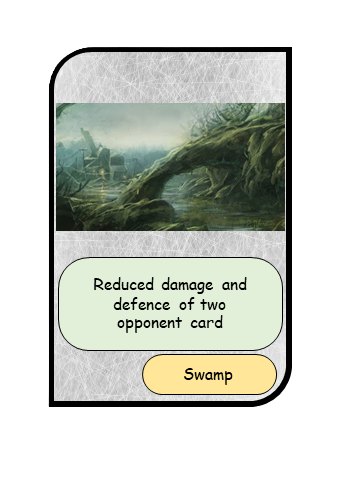 Reduced damage and
defence of two
opponent card
Swamp